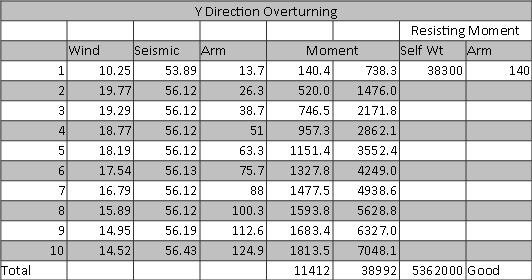 Y Direction Overturning
Resisting Moment
Wind Seismic Arm Moment Self Wt Arm
1 10.25 53.89 13.7 140.4 738.3 38300 140
2 19.77 56.12 26.3 520.0 1476.0
3 19.29 56.12 38.7 746.5 2171.8
4 18.77 56.12 51 957.3 2862.1
5 18.19 56.12 63.3 1151.4 3552.4
6 17.54 56.13 75.7 1327.8 4249.0
7 16.79 56.12 88 1477.5 4938.6
8 15.89 56.12 100.3 1593.8 5628.8
9 14.95 56.19 112.6 1683.4 6327.0
10 14.52 56.43 124.9 1813.5 7048.1
Total 11412 38992 5362000 Good